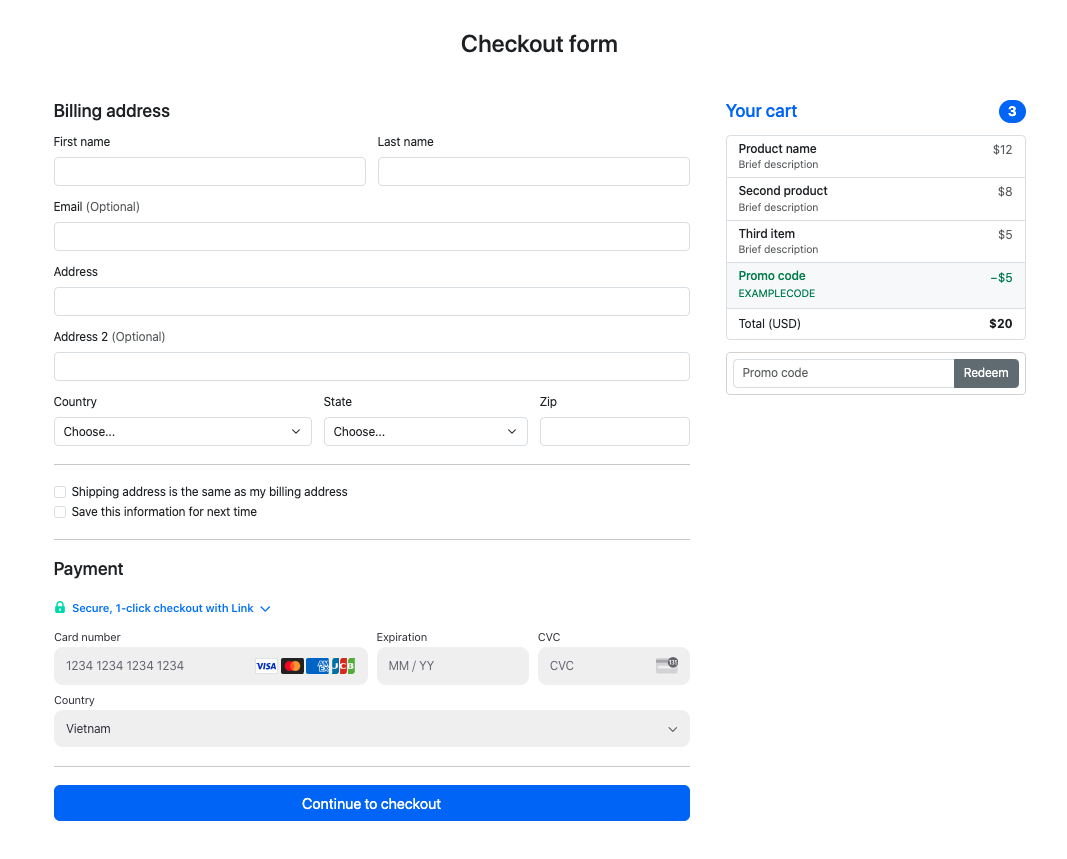 Checkout form
Billing address
First name
Last name
Email (Optional)
Address
Address 2 (Optional)
Country
State
Zip
Choose...
Choose...
Shipping address is the same as my billing address
Save this information for next time
Payment
Secure, 1-click checkout with Link
Card number
Expiration
CVC
1234 1234 1234 1234
VISA
JCB
MM / YY
CVC
135
Country
Vietnam
Continue to checkout
Your cart
3
Product name
$12
Brief description
Second product
$8
Brief description
Third item
$5
Brief description
Promo code
−$5
EXAMPLECODE
Total (USD)
$20
Promo code
Redeem